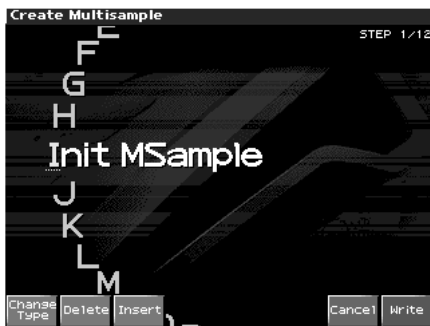 Create Multisample
STEP 1/12
E
F
G
H
Init MSample
J
K
L
M
Change Type
Delete
Insert
Cancel
Write